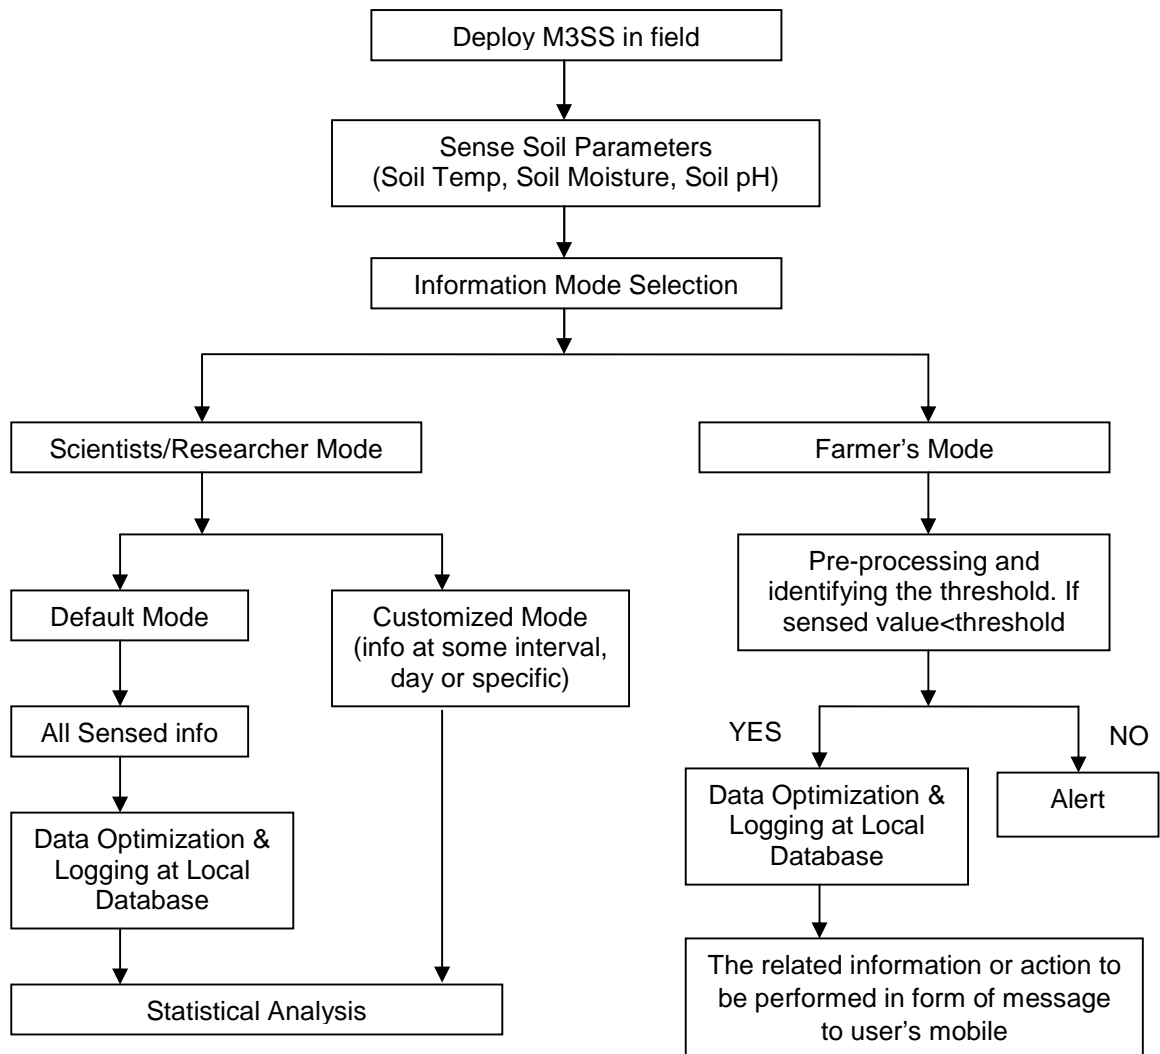 Deploy M3SS in field
Sense Soil Parameters
(Soil Temp, Soil Moisture, Soil pH)
Information Mode Selection
Scientists/Researcher Mode
Farmer's Mode
Default Mode
Customized Mode
(info at some interval,
day or specific)
Pre-processing and
identifying the threshold. If
sensed value<threshold
All Sensed info
YES
NO
Data Optimization &
Logging at Local
Database
Data Optimization &
Logging at Local
Database
Alert
Statistical Analysis
The related information or action to
be performed in form of message
to user's mobile